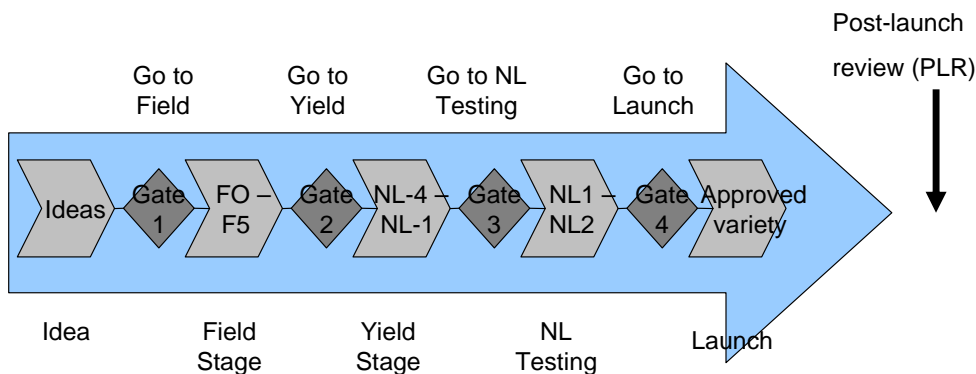 Post-launch
review (PLR)
Go to
Field
Go to
Yield
Go to NL
Testing
Go to
Launch
Ideas
Gate
1
FO –
F5
Gate
2
NL-4 –
NL-1
Gate
3
NL1 –
NL2
Gate
4
Approved
variety
Idea
Field
Stage
Yield
Stage
NL
Testing
Launch